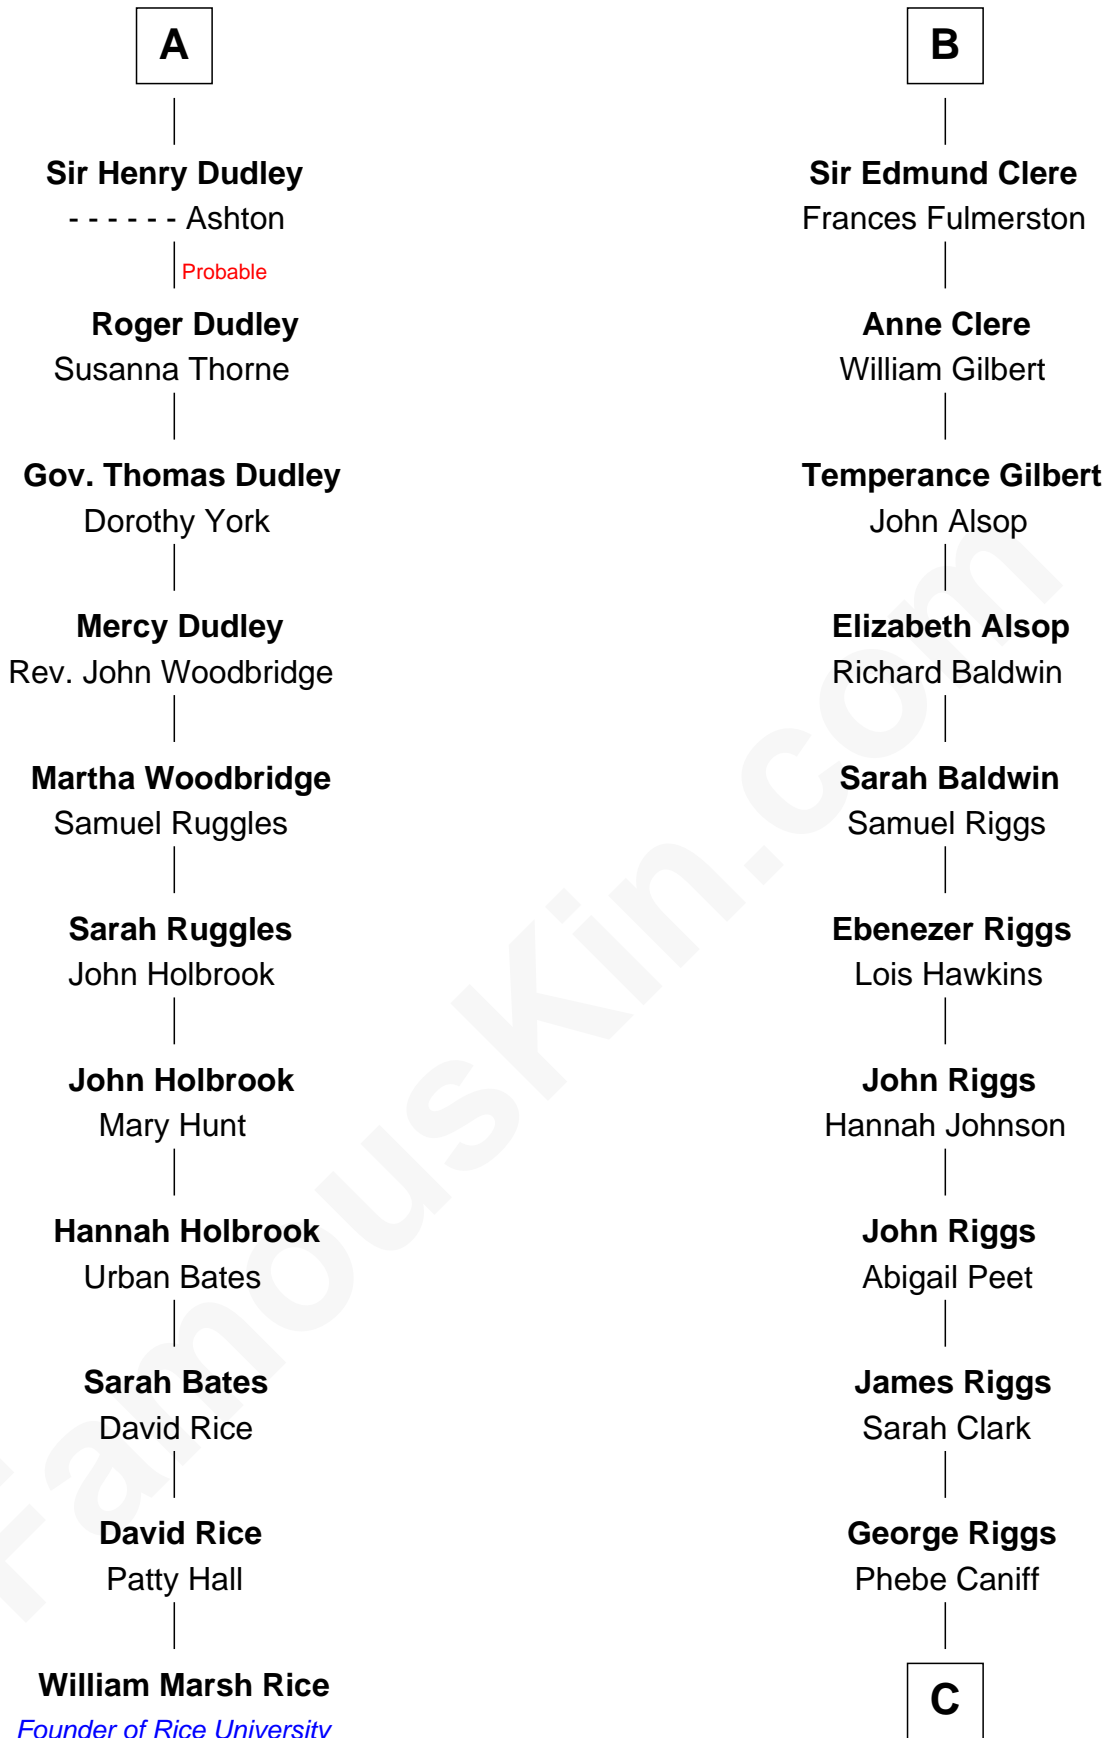 A
Sir Henry Dudley
- - - - - - Ashton
Probable
Roger Dudley
Susanna Thorne
Gov. Thomas Dudley
Dorothy York
Mercy Dudley
Rev. John Woodbridge
Martha Woodbridge
Samuel Ruggles
Sarah Ruggles
John Holbrook
John Holbrook
Mary Hunt
Hannah Holbrook
Urban Bates
Sarah Bates
David Rice
David Rice
Patty Hall
William Marsh Rice
Founder of Rice University
B
Sir Edmund Clere
Frances Fulmerston
Anne Clere
William Gilbert
Temperance Gilbert
John Alsop
Elizabeth Alsop
Richard Baldwin
Sarah Baldwin
Samuel Riggs
Ebenezer Riggs
Lois Hawkins
John Riggs
Hannah Johnson
John Riggs
Abigail Peet
James Riggs
Sarah Clark
George Riggs
Phebe Caniff
C
FamousKin.com